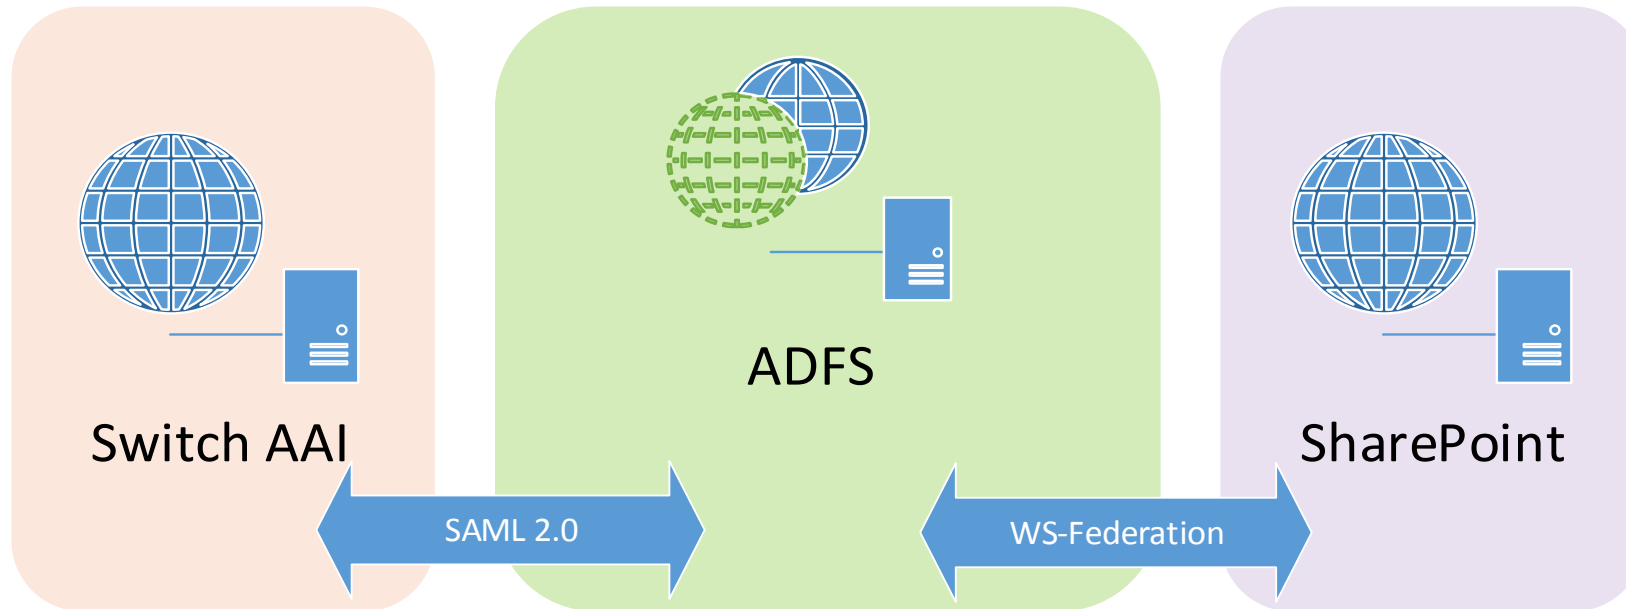 ADFS
Switch AAI
SharePoint
SAML 2.0
WS-Federation